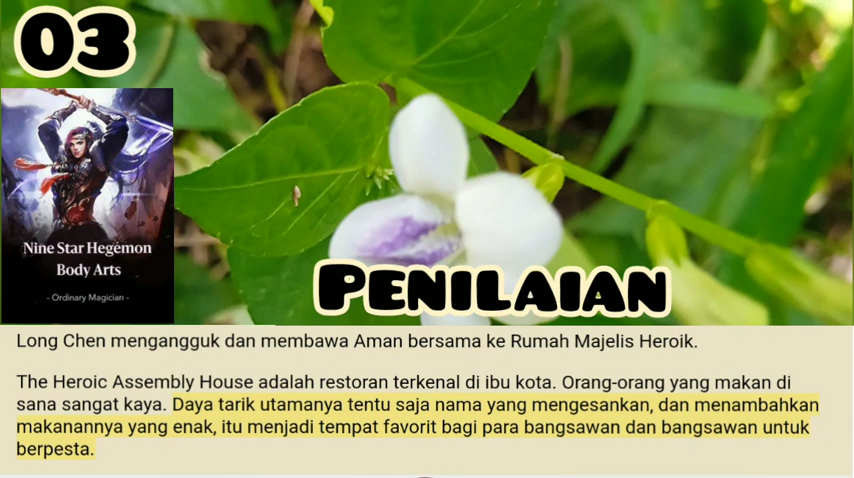 03
Nine Star Hegemon
Body Arts
- Ordinary Magician -
PENILAIAN
Long Chen mengangguk dan membawa Aman bersama ke Rumah Majelis Heroik.
The Heroic Assembly House adalah restoran terkenal di ibu kota. Orang-orang yang makan di
sana sangat kaya. Daya tarik utamanya tentu saja nama yang mengesankan, dan menambahkan
makanannya yang enak, itu menjadi tempat favorit bagi para bangsawan dan bangsawan untuk
berpesta.